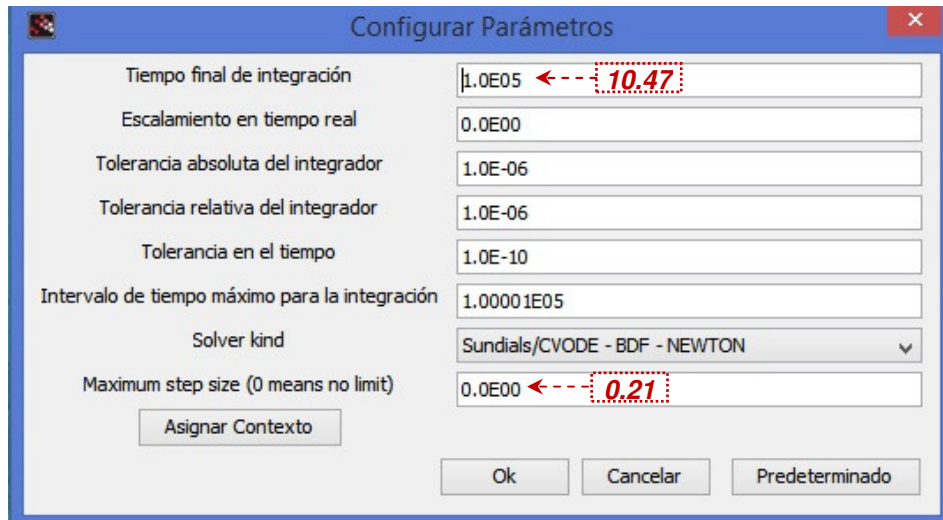 Configurar Parámetros
Tiempo final de integración 1.0E05 10.47
Escalamiento en tiempo real 0.0E00
Tolerancia absoluta del integrador 1.0E-06
Tolerancia relativa del integrador 1.0E-06
Tolerancia en el tiempo 1.0E-10
Intervalo de tiempo máximo para la integración 1.00001E05
Solver kind Sundials/CVODE - BDF - NEWTON
Maximum step size (0 means no limit) 0.0E00 0.21
Asignar Contexto
Ok Cancelar Predeterminado